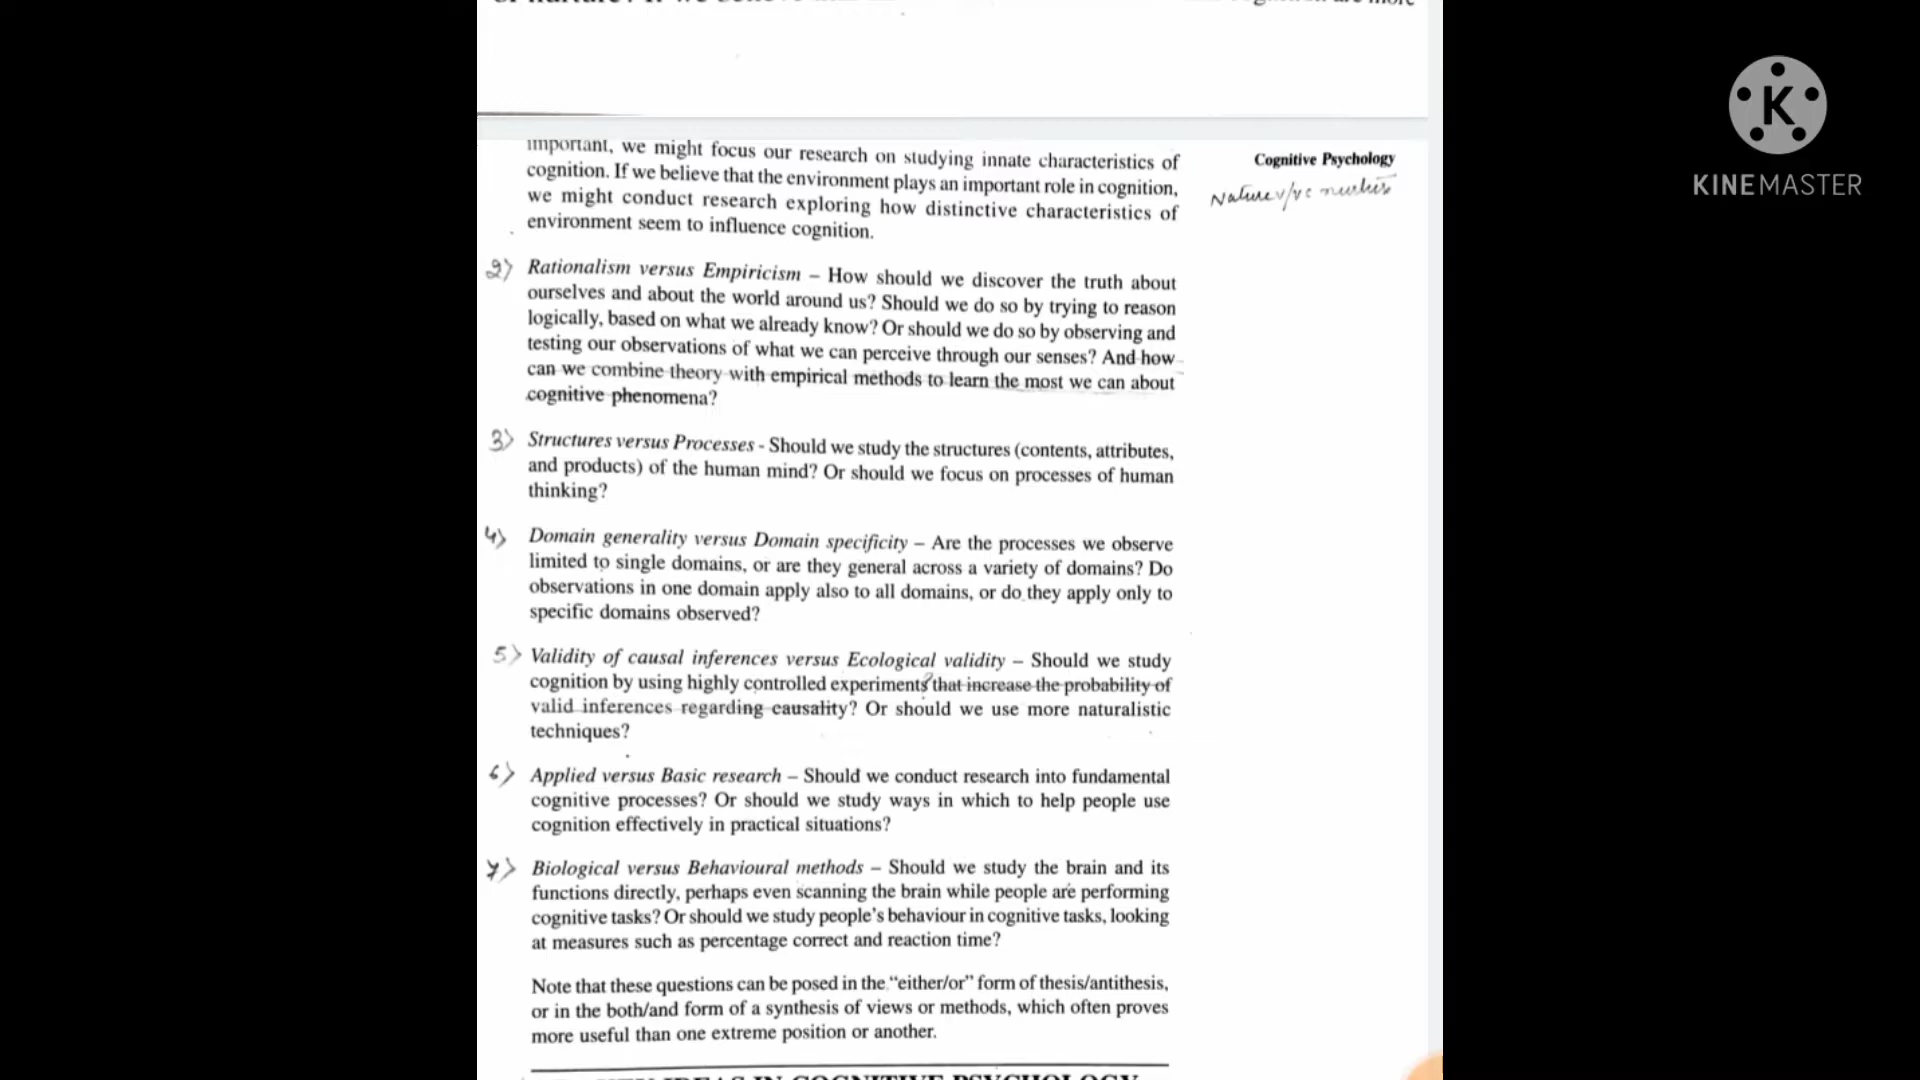 important, we might focus our research on studying innate characteristics of
cognition. If we believe that the environment plays an important role in cognition,
we might conduct research exploring how distinctive characteristics of
environment seem to influence cognition.
Cognitive Psychology
Nature v/s nurture
2) Rationalism versus Empiricism – How should we discover the truth about
ourselves and about the world around us? Should we do so by trying to reason
logically, based on what we already know? Or should we do so by observing and
testing our observations of what we can perceive through our senses? And how
can we combine theory with empirical methods to learn the most we can about
cognitive phenomena?
3) Structures versus Processes - Should we study the structures (contents, attributes,
and products) of the human mind? Or should we focus on processes of human
thinking?
4) Domain generality versus Domain specificity – Are the processes we observe
limited to single domains, or are they general across a variety of domains? Do
observations in one domain apply also to all domains, or do they apply only to
specific domains observed?
5) Validity of causal inferences versus Ecological validity – Should we study
cognition by using highly controlled experiments that increase the probability of
valid inferences regarding causality? Or should we use more naturalistic
techniques?
6) Applied versus Basic research – Should we conduct research into fundamental
cognitive processes? Or should we study ways in which to help people use
cognition effectively in practical situations?
7) Biological versus Behavioural methods – Should we study the brain and its
functions directly, perhaps even scanning the brain while people are performing
cognitive tasks? Or should we study people's behaviour in cognitive tasks, looking
at measures such as percentage correct and reaction time?
Note that these questions can be posed in the "either/or" form of thesis/antithesis,
or in the both/and form of a synthesis of views or methods, which often proves
more useful than one extreme position or another.
KEY IDEAS IN COGNITIVE PSYCHOLOGY
K
KINEMASTER